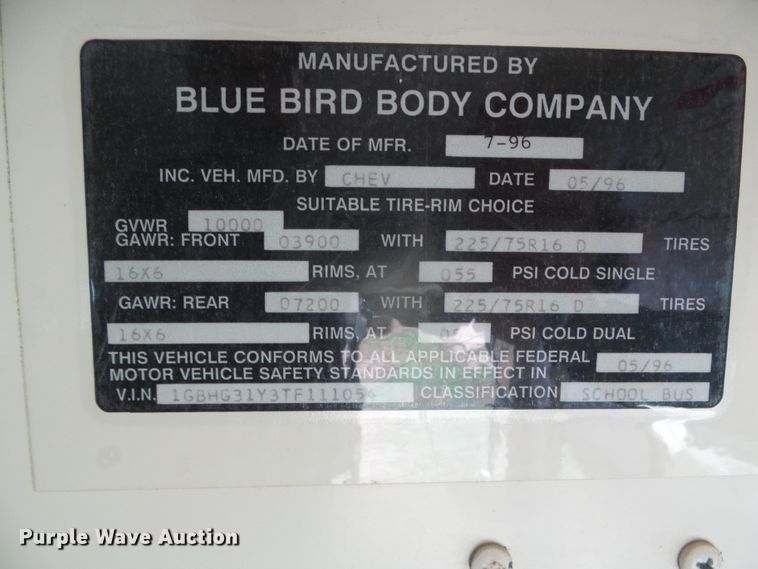 MANUFACTURED BY
BLUE BIRD BODY COMPANY
DATE OF MFR. 7-96
INC. VEH. MFD. BY CHEV DATE 05/96
SUITABLE TIRE-RIM CHOICE
GVWR 10000
GAWR: FRONT 03900 WITH 225/75R16 D TIRES
16X6 RIMS, AT 055 PSI COLD SINGLE
GAWR: REAR 07200 WITH 225/75R16 D TIRES
16X6 RIMS, AT PSI COLD DUAL
THIS VEHICLE CONFORMS TO ALL APPLICABLE FEDERAL 05/96
MOTOR VEHICLE SAFETY STANDARDS IN EFFECT IN
V.I.N. CLASSIFICATION SCHOOL BUS
Purple Wave Auction